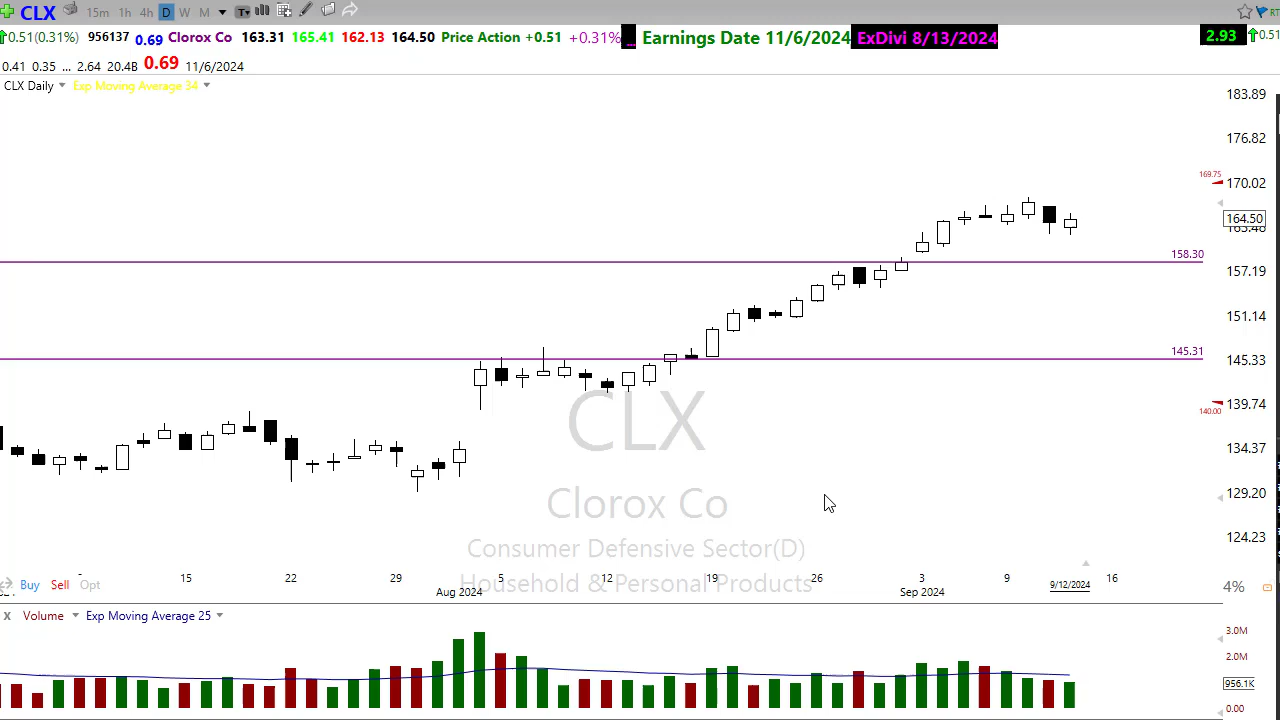 CLX 15m 1h 4h D W M T RT
0.51(0.31%) 956137 0.69 Clorox Co 163.31 165.41 162.13 164.50 Price Action +0.51 +0.31% ... Earnings Date 11/6/2024 ExDivi 8/13/2024 2.93 0.51
0.41 0.35 ... 2.64 20.4B 0.69 11/6/2024
CLX Daily Exp Moving Average 34
183.89
176.82
169.75
170.02
164.50
163.48
158.30
157.19
151.14
145.31
145.33
139.74
140.00
134.37
129.20
124.23
CLX
Clorox Co
Consumer Defensive Sector(D)
Household & Personal Products
15 22 29 5 12 19 26 3 9 9/12/2024 16
Buy Sell Opt Aug 2024 Sep 2024 4%
X Volume Exp Moving Average 25
3.0M
2.0M
956.1K
0.00